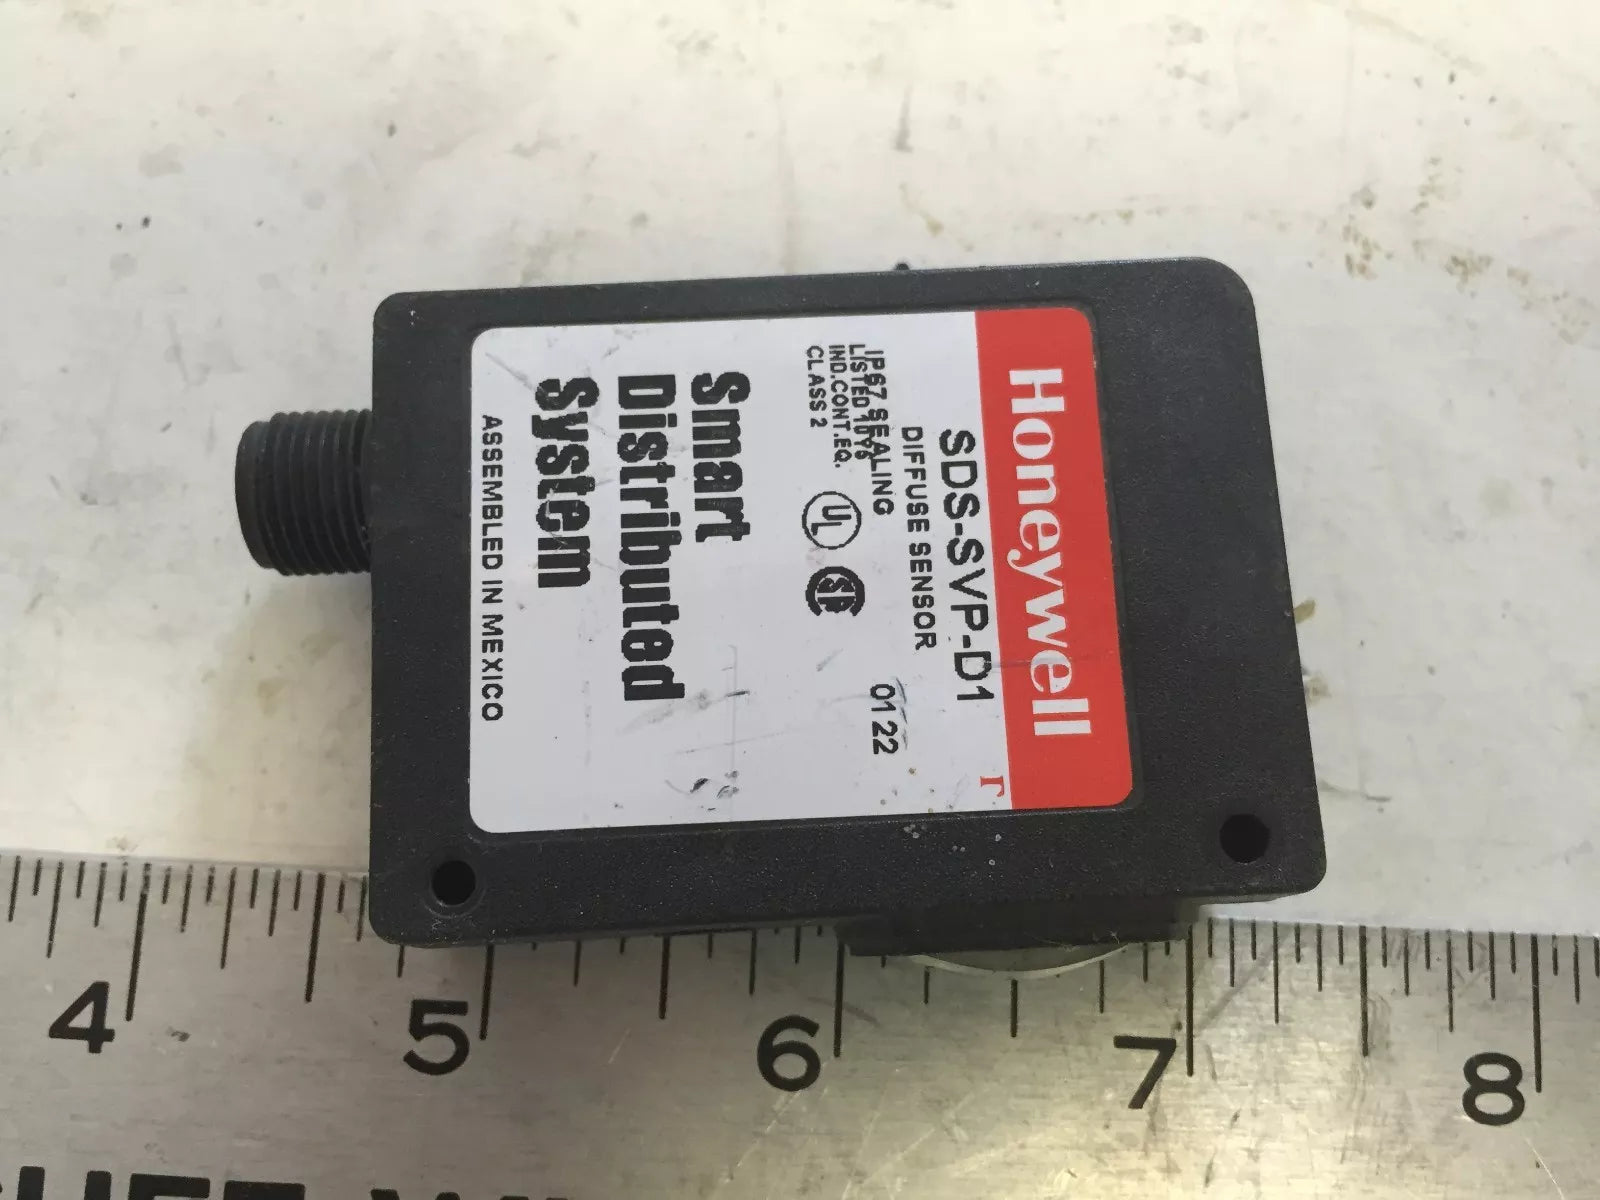 Honeywell
SDS-SVP-D1
DIFFUSE SENSOR
0122
IP67 SEALING
LISTED
IND.CONT.EQ.
CLASS 2
UL
Smart
Distributed
System
ASSEMBLED IN MEXICO
4 5 6 7 8